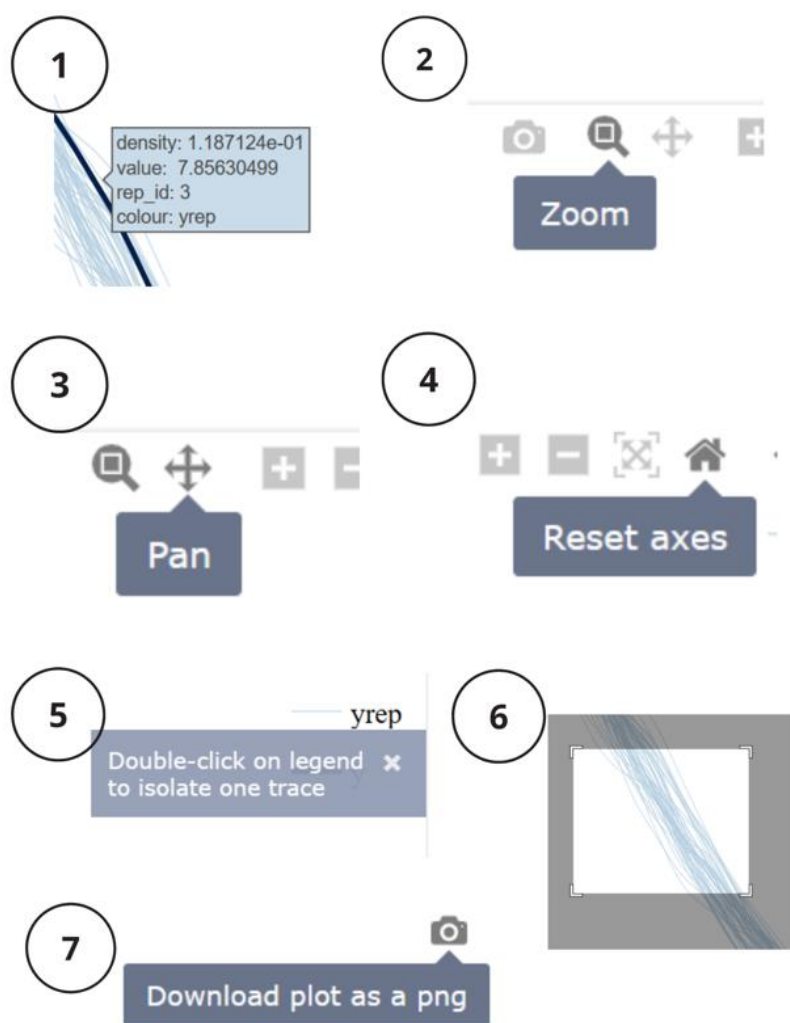 1
density: 1.187124e-01
value: 7.85630499
rep_id: 3
colour: yrep
2
Zoom
3
Pan
4
Reset axes
5
yrep
Double-click on legend
to isolate one trace
y
6
7
Download plot as a png